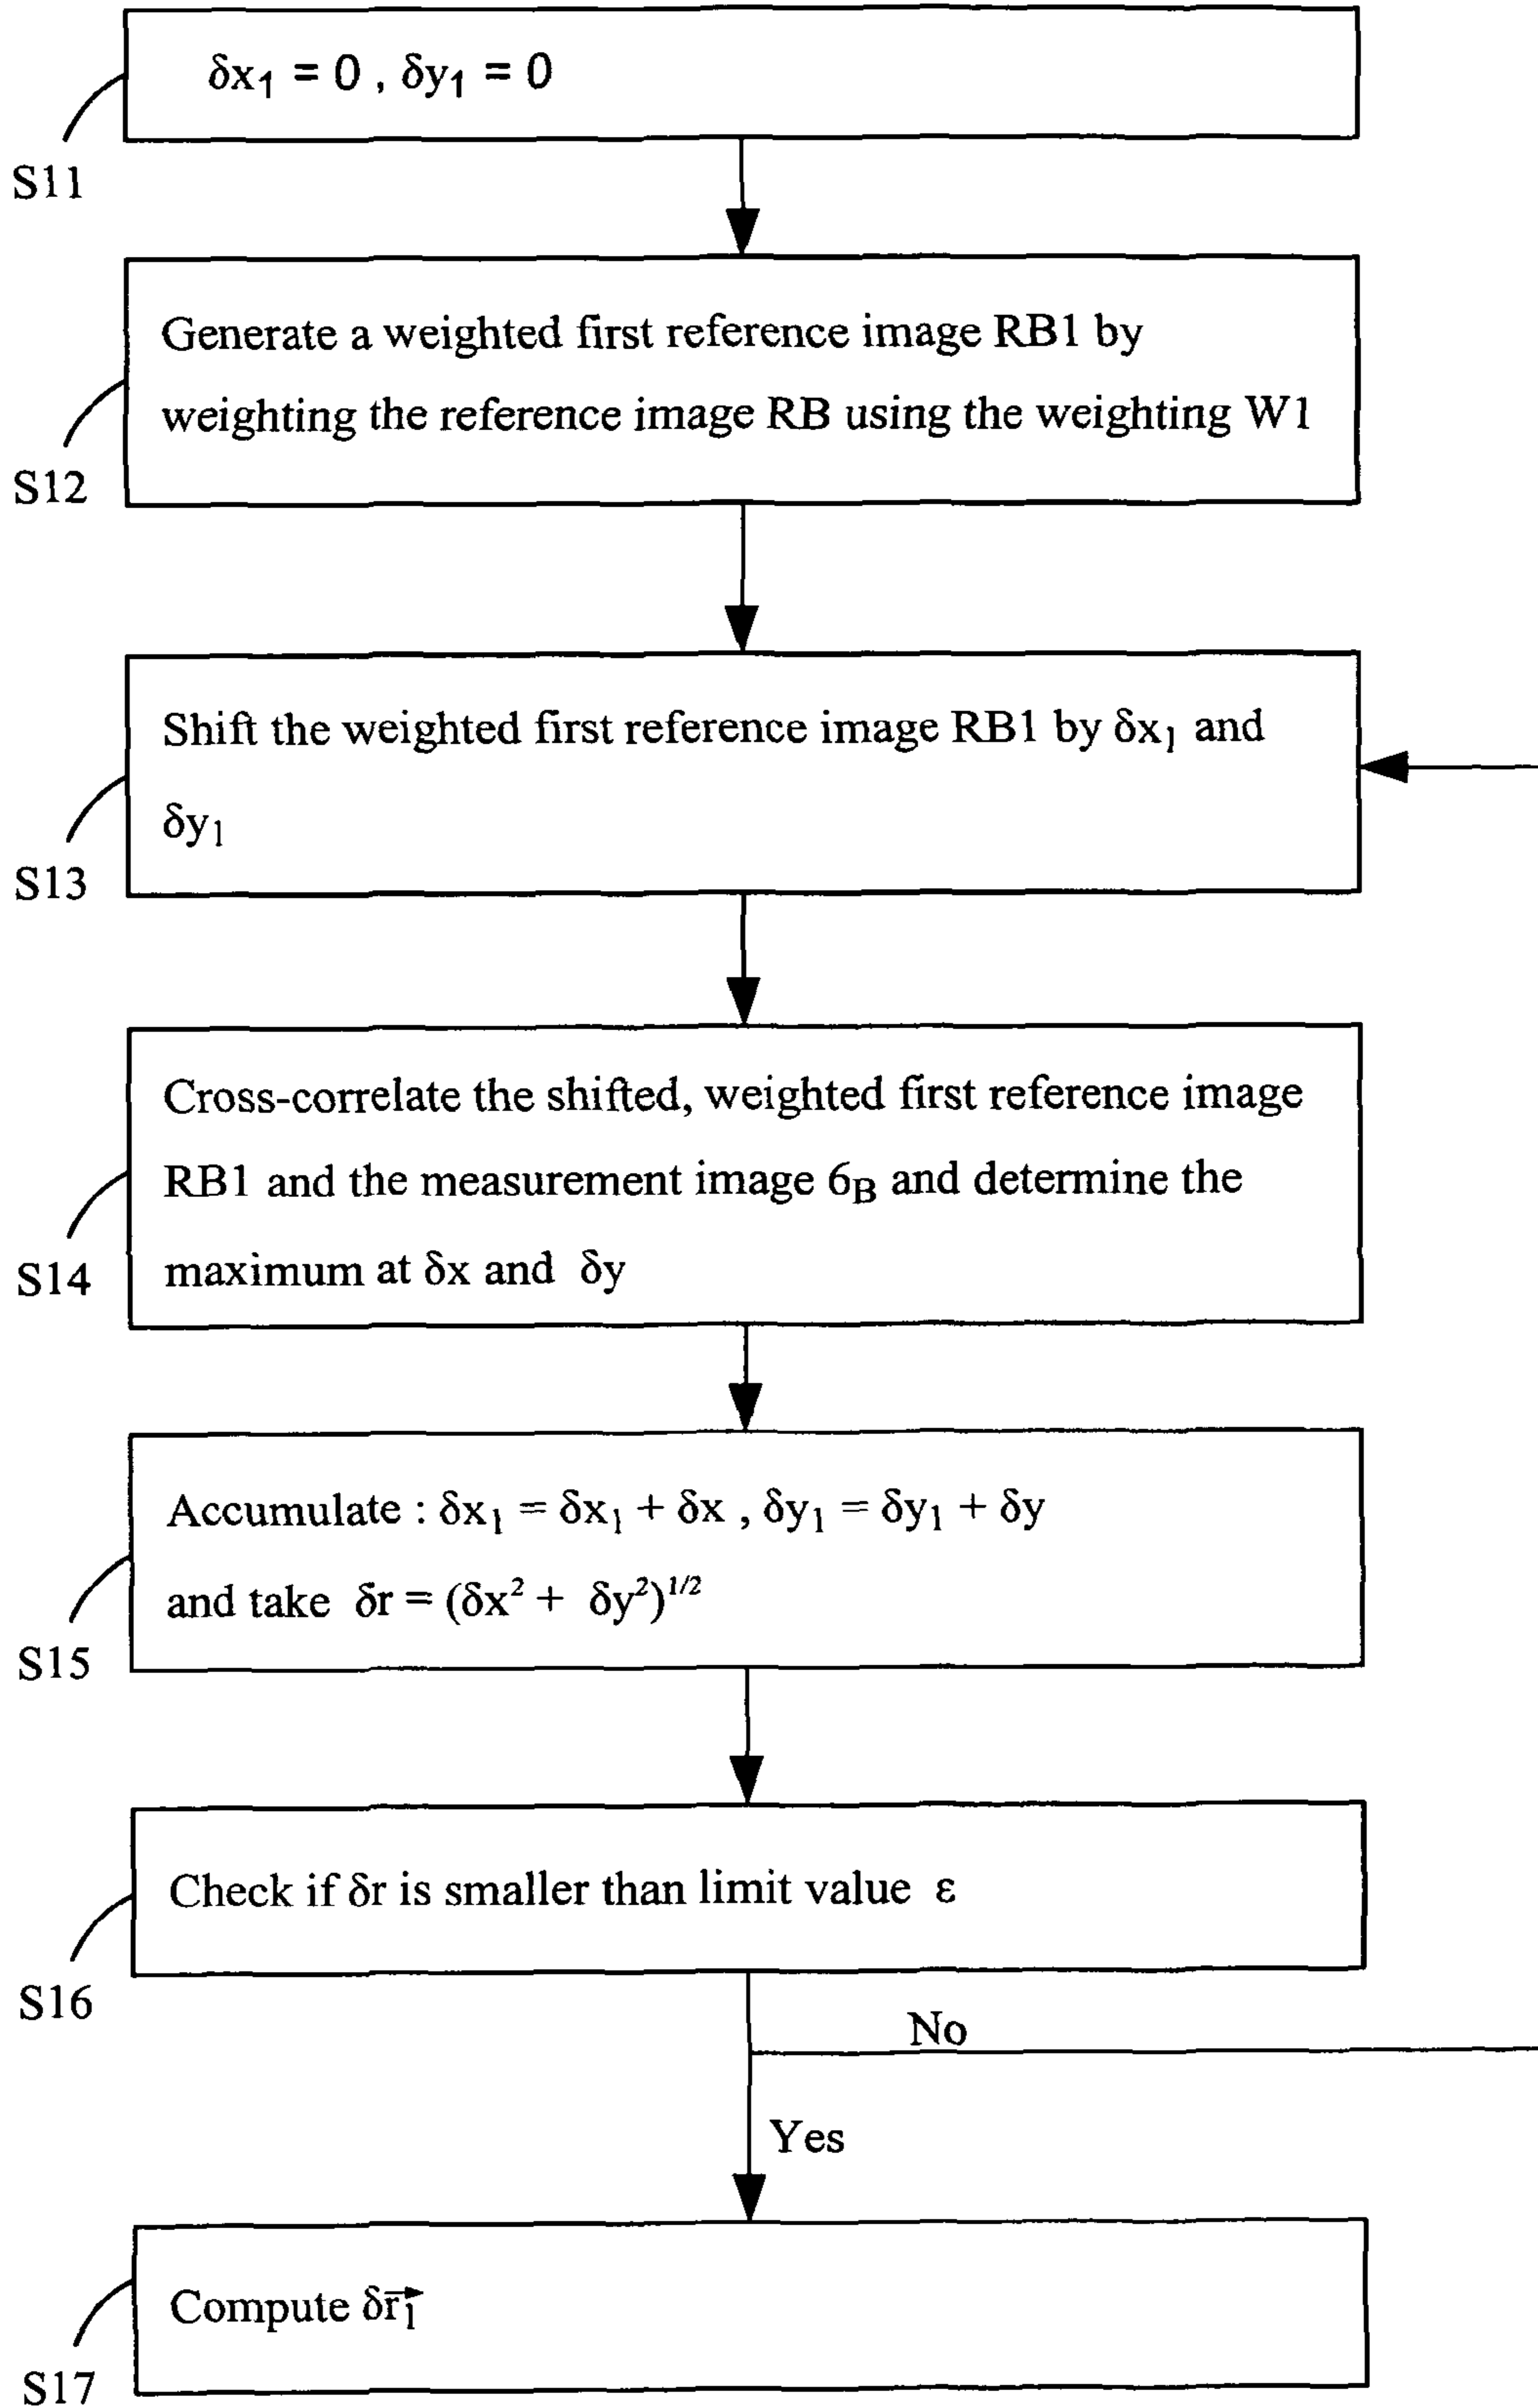 δx₁ = 0 , δy₁ = 0
S11
Generate a weighted first reference image RB1 by
weighting the reference image RB using the weighting W1
S12
Shift the weighted first reference image RB1 by δx₁ and
δy₁
S13
Cross-correlate the shifted, weighted first reference image
RB1 and the measurement image 6_B and determine the
maximum at δx and δy
S14
Accumulate : δx₁ = δx₁ + δx , δy₁ = δy₁ + δy
and take δr = (δx² + δy²)^1/2
S15
Check if δr is smaller than limit value ε
S16
No
Yes
Compute δr⃗₁
S17